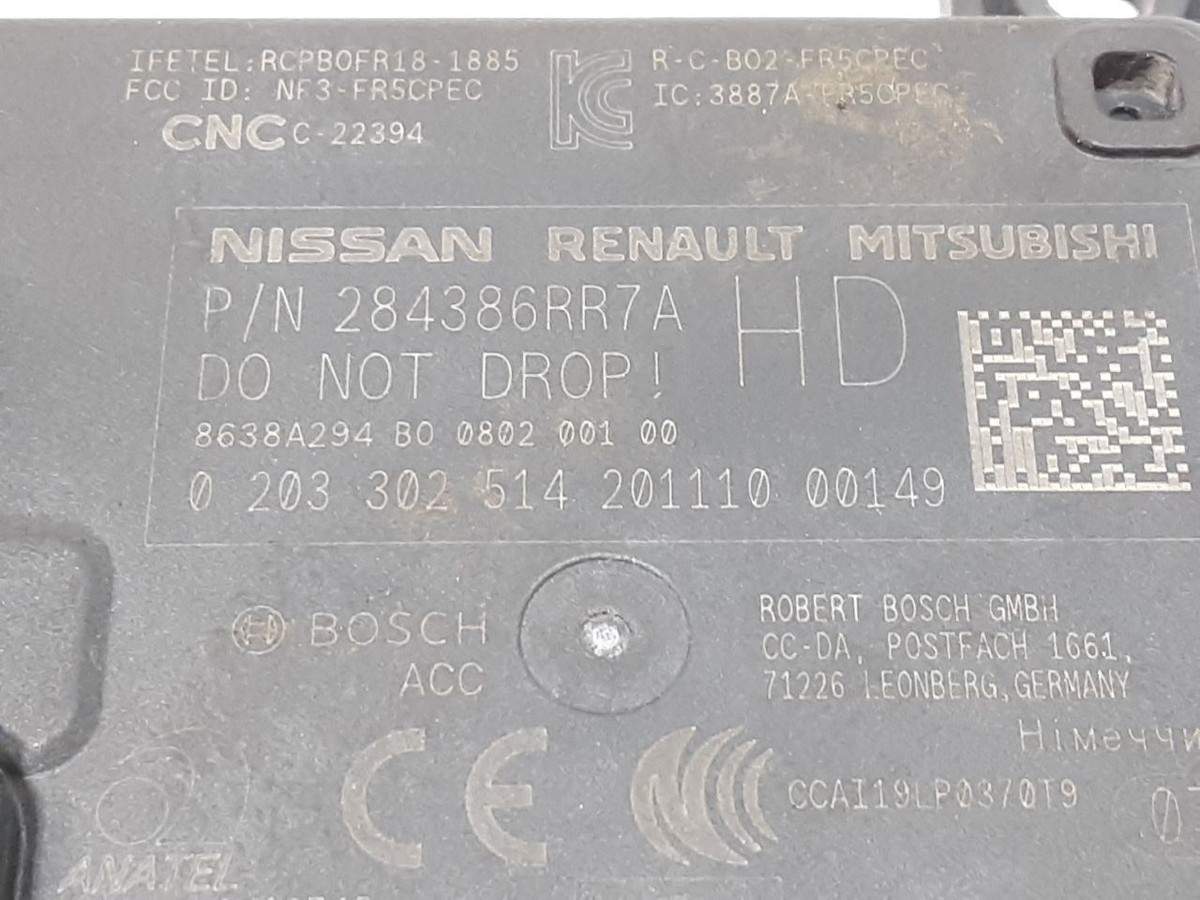 IFETEL:RCPBOFR18-1885
FCC ID: NF3-FR5CPEC
CNC C-22394
R-C-BO2-FR5CPEC
IC:3887A-FR5CPEC
NISSAN RENAULT MITSUBISHI
P/N 284386RR7A HD
DO NOT DROP!
8638A294 B0 0802 001 00
0 203 302 514 201110 00149
BOSCH
ACC
ROBERT BOSCH GMBH
CC-DA, POSTFACH 1661,
71226 LEONBERG, GERMANY
Німеччи
CE
CCAI19LP0370T9
ANATEL